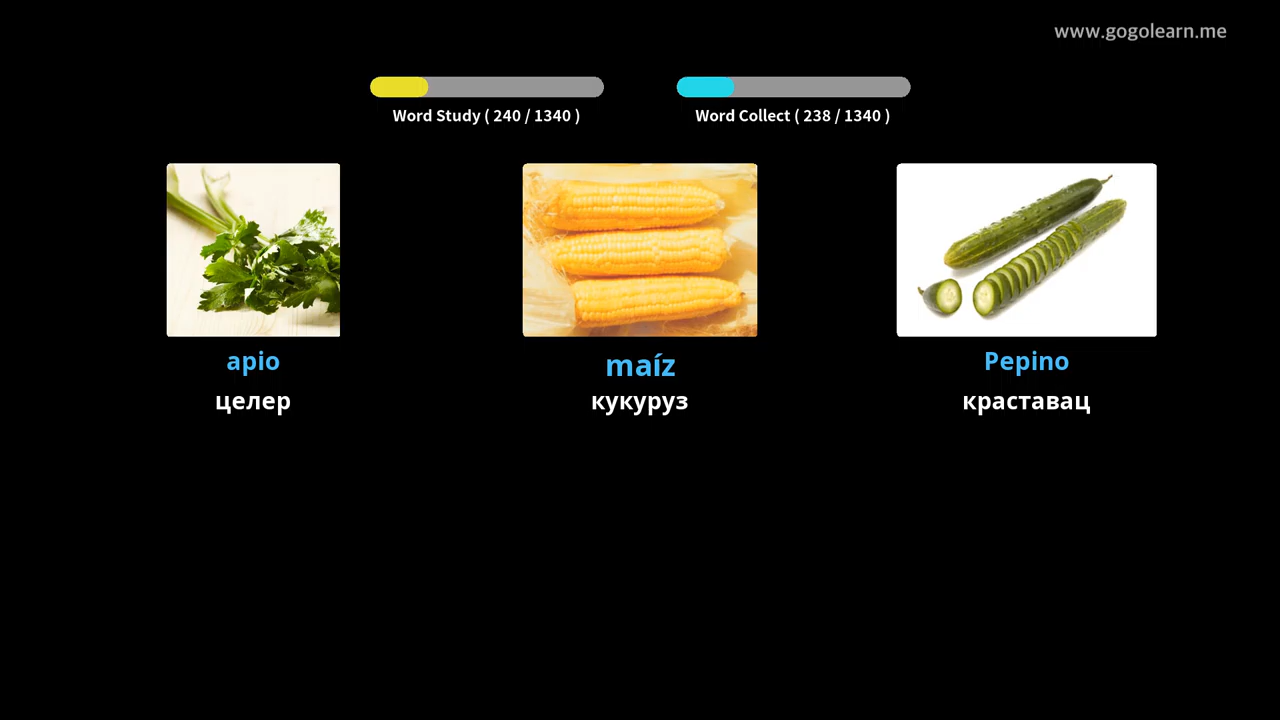 www.gogolearn.me
Word Study ( 240 / 1340 )
Word Collect ( 238 / 1340 )
apio
maíz
Pepino
целер
кукуруз
краставац